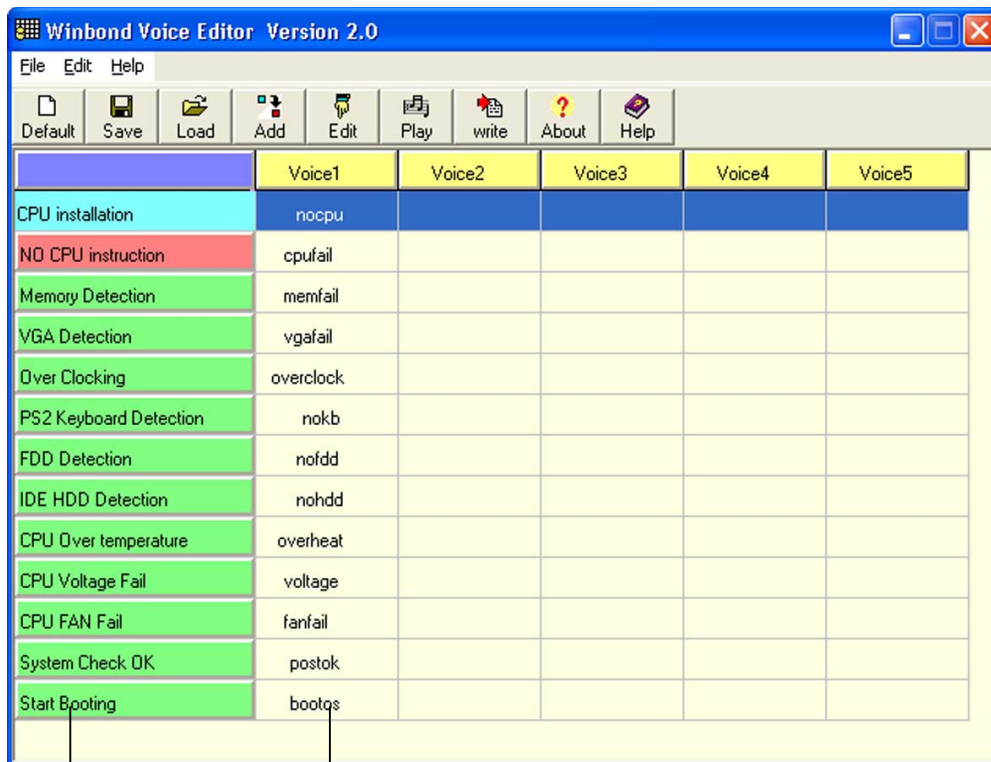 Winbond Voice Editor Version 2.0
File Edit Help
Default Save Load Add Edit Play write About Help
Voice1 Voice2 Voice3 Voice4 Voice5
CPU installation nocpu
NO CPU instruction cpufail
Memory Detection memfail
VGA Detection vgafail
Over Clocking overclock
PS2 Keyboard Detection nokb
FDD Detection nofdd
IDE HDD Detection nohdd
CPU Over temperature overheat
CPU Voltage Fail voltage
CPU FAN Fail fanfail
System Check OK postok
Start Booting bootos